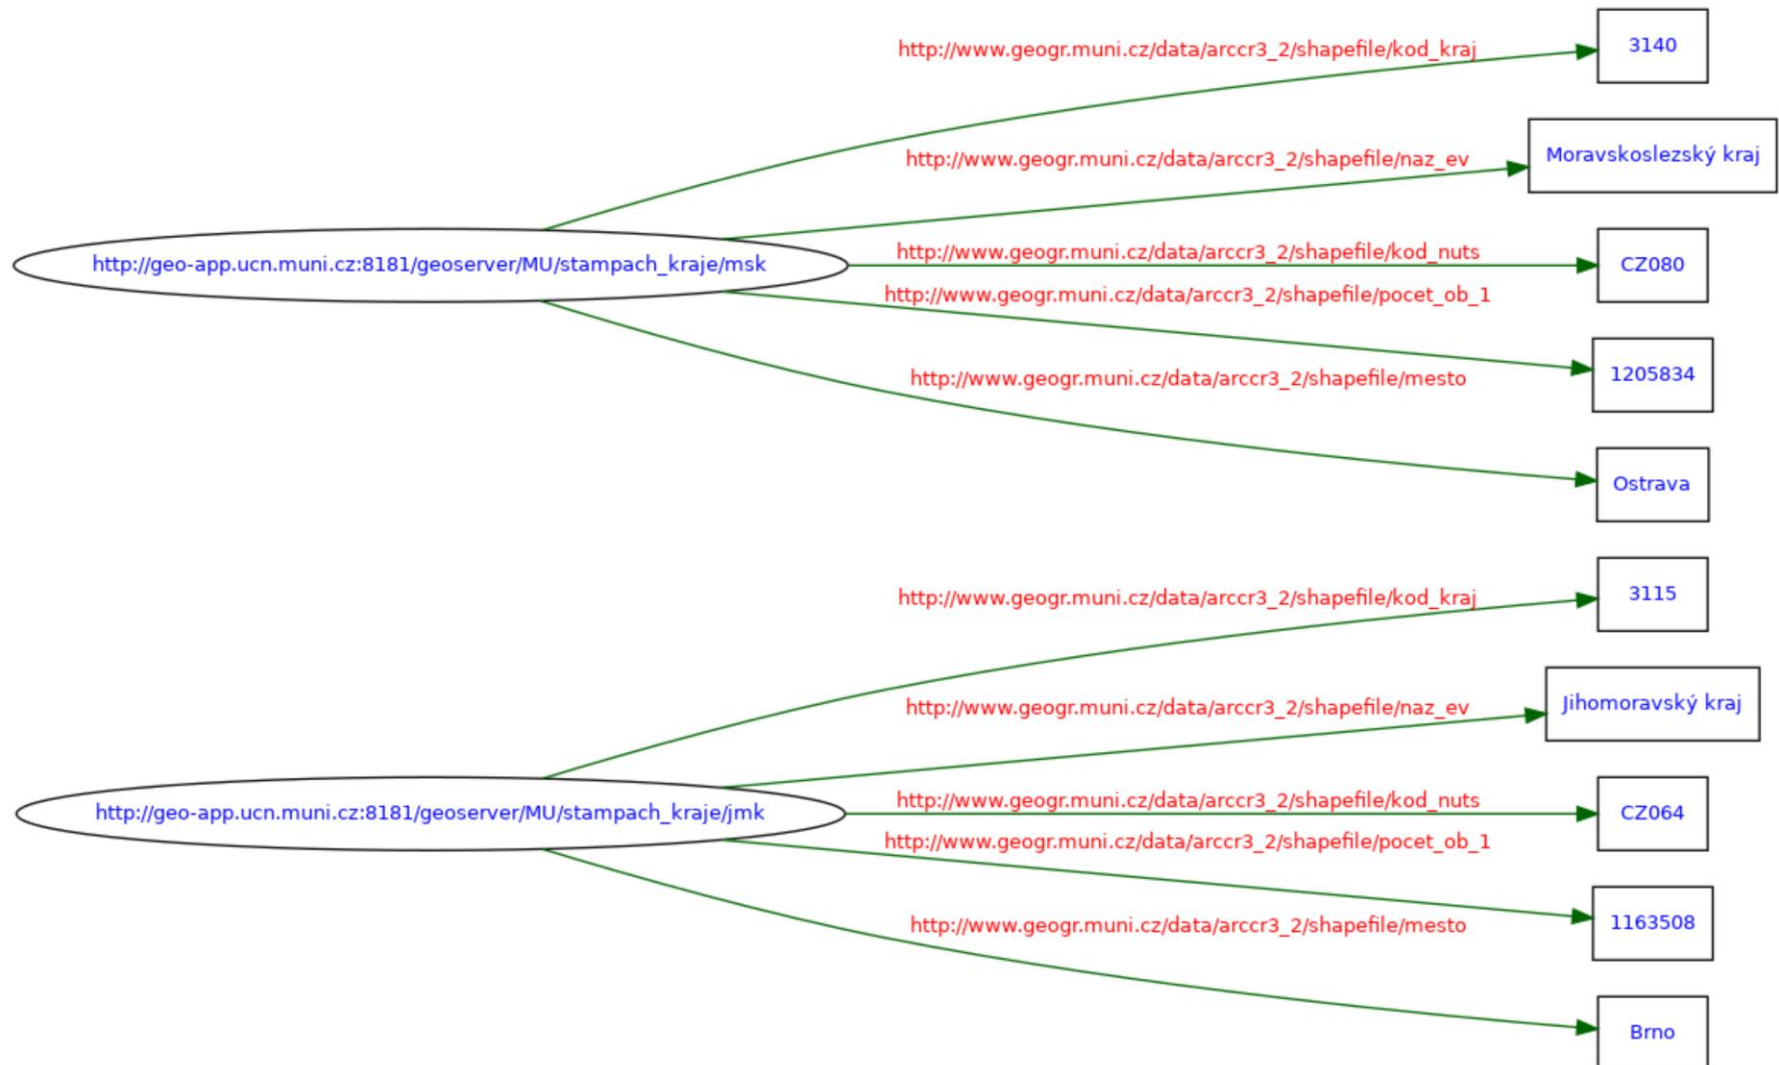 http://www.geogr.muni.cz/data/arccr3_2/shapefile/kod_kraj
3140
http://www.geogr.muni.cz/data/arccr3_2/shapefile/naz_ev
Moravskoslezský kraj
http://geo-app.ucn.muni.cz:8181/geoserver/MU/stampach_kraje/msk
http://www.geogr.muni.cz/data/arccr3_2/shapefile/kod_nuts
CZ080
http://www.geogr.muni.cz/data/arccr3_2/shapefile/pocet_ob_1
1205834
http://www.geogr.muni.cz/data/arccr3_2/shapefile/mesto
Ostrava
http://www.geogr.muni.cz/data/arccr3_2/shapefile/kod_kraj
3115
http://www.geogr.muni.cz/data/arccr3_2/shapefile/naz_ev
Jihomoravský kraj
http://geo-app.ucn.muni.cz:8181/geoserver/MU/stampach_kraje/jmk
http://www.geogr.muni.cz/data/arccr3_2/shapefile/kod_nuts
CZ064
http://www.geogr.muni.cz/data/arccr3_2/shapefile/pocet_ob_1
1163508
http://www.geogr.muni.cz/data/arccr3_2/shapefile/mesto
Brno